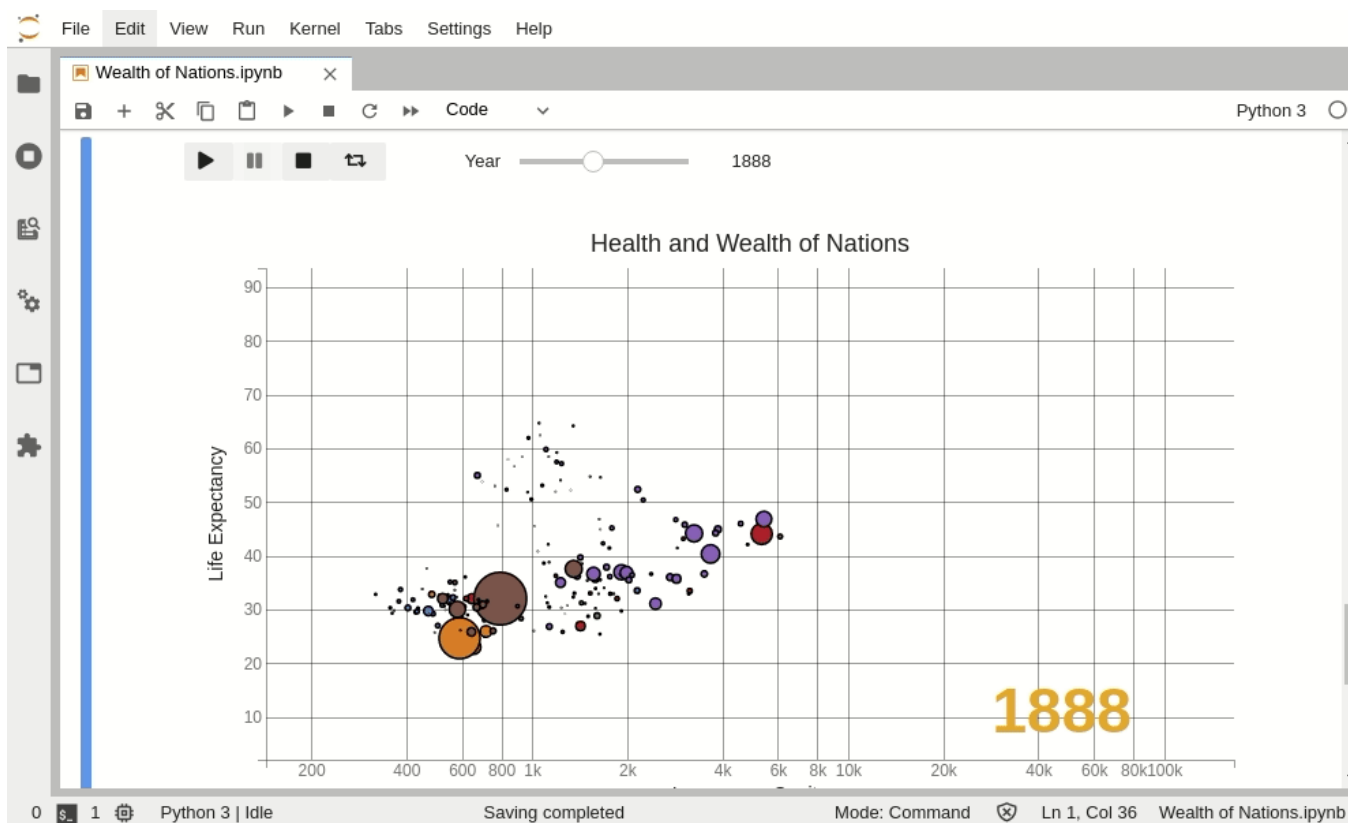 File Edit View Run Kernel Tabs Settings Help
Wealth of Nations.ipynb
Code Python 3
Year 1888
Health and Wealth of Nations
90
80
70
60
50
40
30
20
10
Life Expectancy
1888
200 400 600 800 1k 2k 4k 6k 8k 10k 20k 40k 60k 80k 100k
0 $_ 1 Python 3 | Idle Saving completed Mode: Command Ln 1, Col 36 Wealth of Nations.ipynb